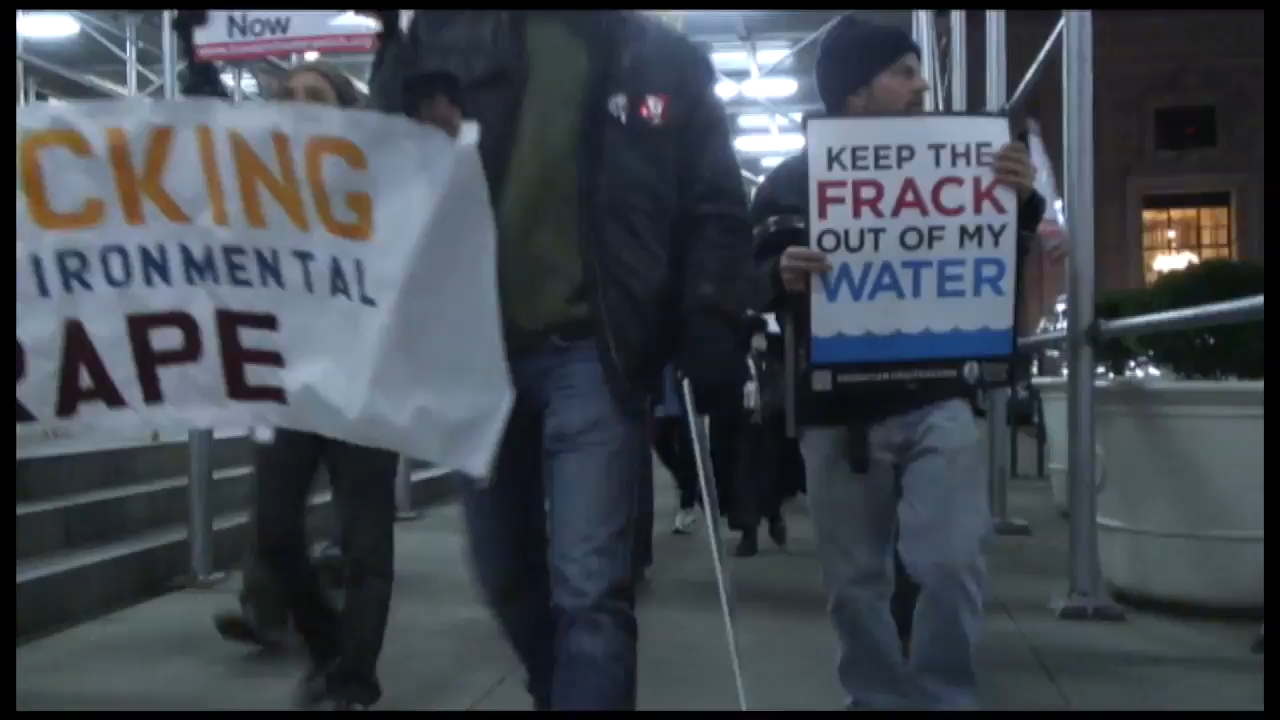 Now
CKING
IRONMENTAL
RAPE
KEEP THE
FRACK
OUT OF MY
WATER